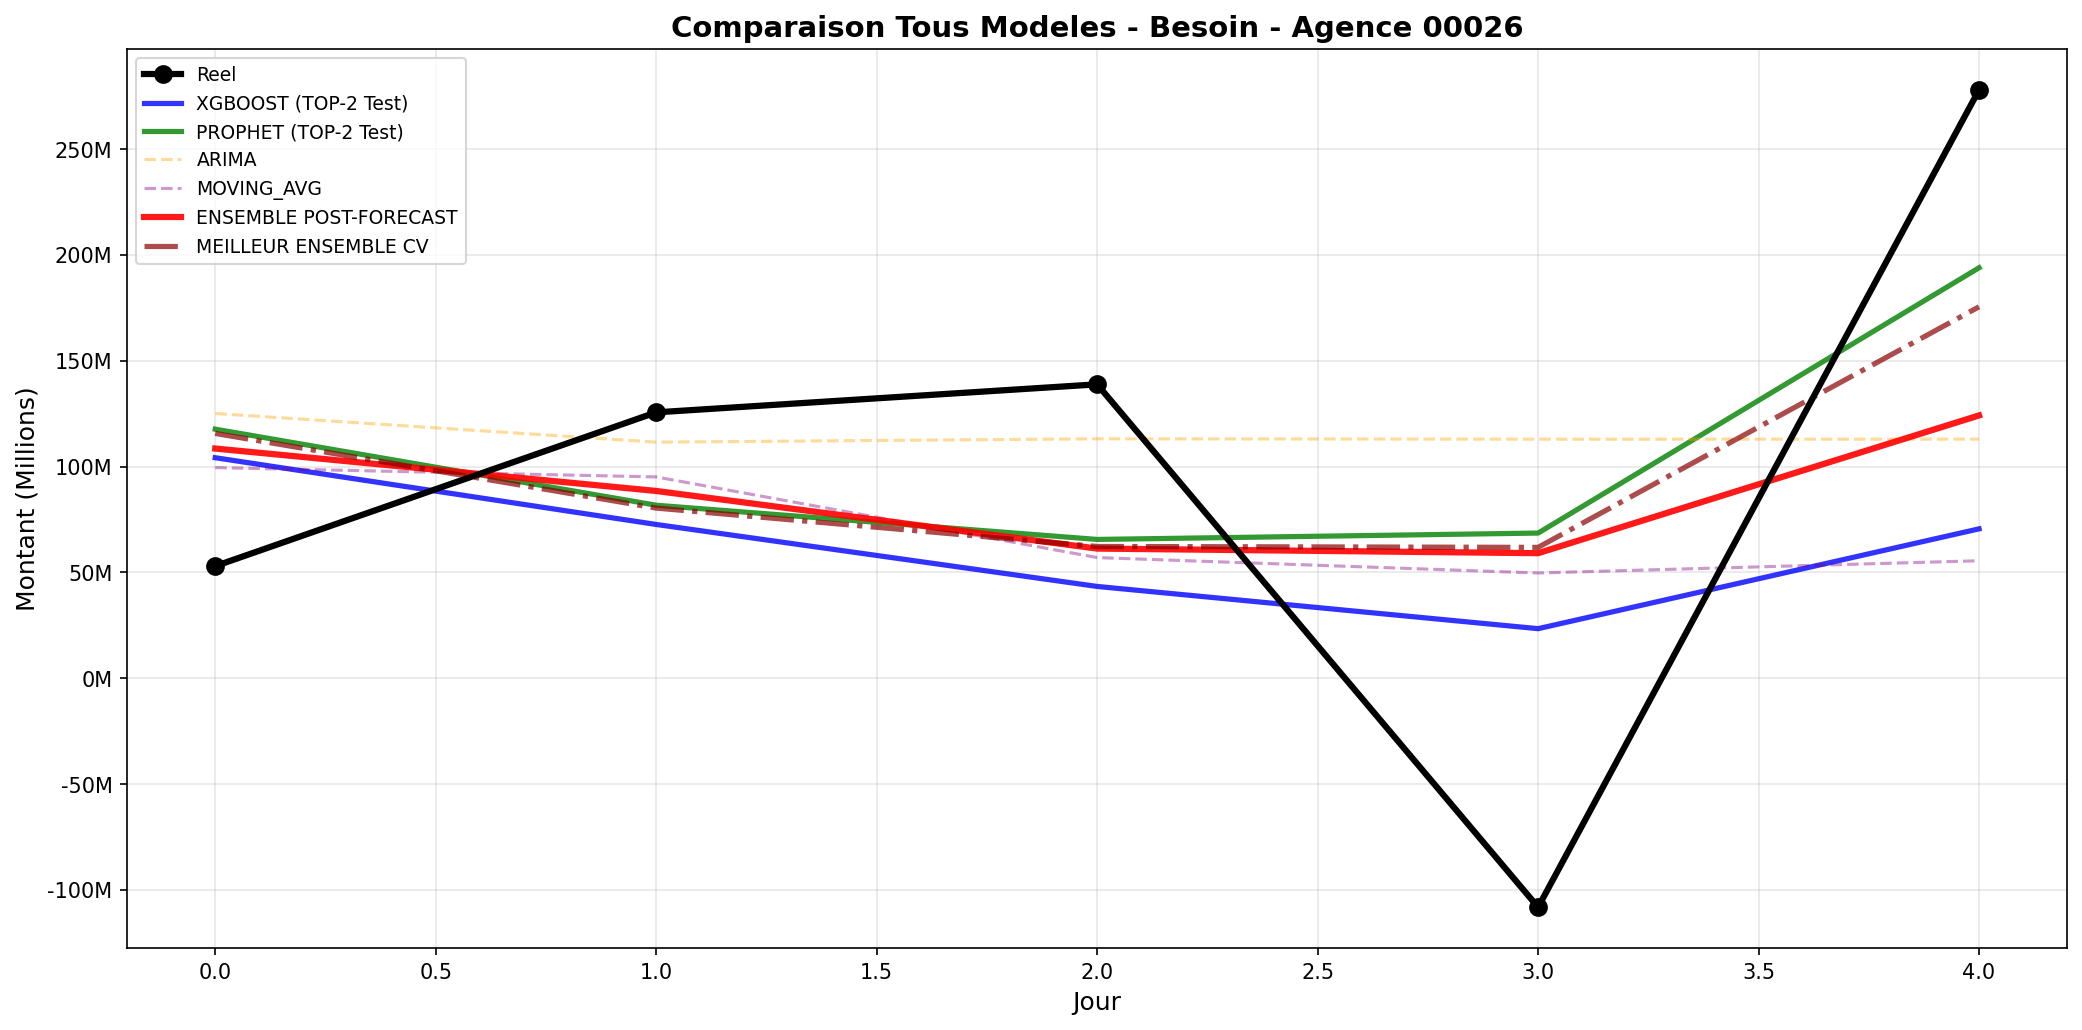 Comparaison Tous Modeles - Besoin - Agence 00026
Reel
XGBOOST (TOP-2 Test)
PROPHET (TOP-2 Test)
ARIMA
MOVING_AVG
ENSEMBLE POST-FORECAST
MEILLEUR ENSEMBLE CV
Montant (Millions)
250M
200M
150M
100M
50M
0M
-50M
-100M
0.0 0.5 1.0 1.5 2.0 2.5 3.0 3.5 4.0
Jour